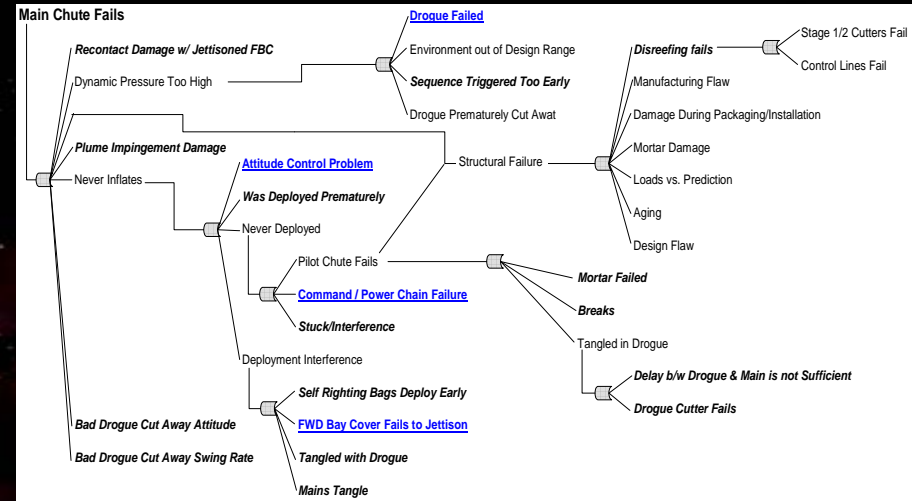 Main Chute Fails
Recontact Damage w/ Jettisoned FBC
Dynamic Pressure Too High
Drogue Failed
Environment out of Design Range
Sequence Triggered Too Early
Drogue Prematurely Cut Awat
Plume Impingement Damage
Never Inflates
Attitude Control Problem
Was Deployed Prematurely
Never Deployed
Pilot Chute Fails
Command / Power Chain Failure
Stuck/Interference
Deployment Interference
Self Righting Bags Deploy Early
FWD Bay Cover Fails to Jettison
Tangled with Drogue
Mains Tangle
Bad Drogue Cut Away Attitude
Bad Drogue Cut Away Swing Rate
Structural Failure
Disreefing fails
Stage 1/2 Cutters Fail
Control Lines Fail
Manufacturing Flaw
Damage During Packaging/Installation
Mortar Damage
Loads vs. Prediction
Aging
Design Flaw
Mortar Failed
Breaks
Tangled in Drogue
Delay b/w Drogue & Main is not Sufficient
Drogue Cutter Fails